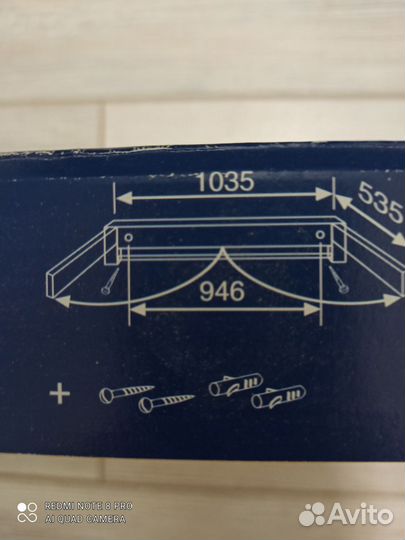 1035
535
946
+
REDMI NOTE 8 PRO
AI QUAD CAMERA
Avito